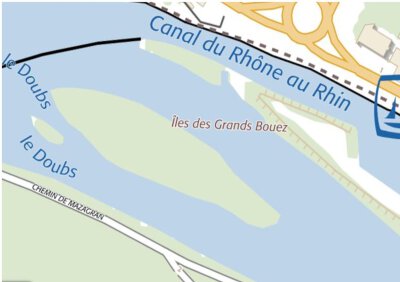 Canal du Rhône au Rhin
le Doubs
Îles des Grands Bouez
le Doubs
CHEMIN DE MAZAGRAN